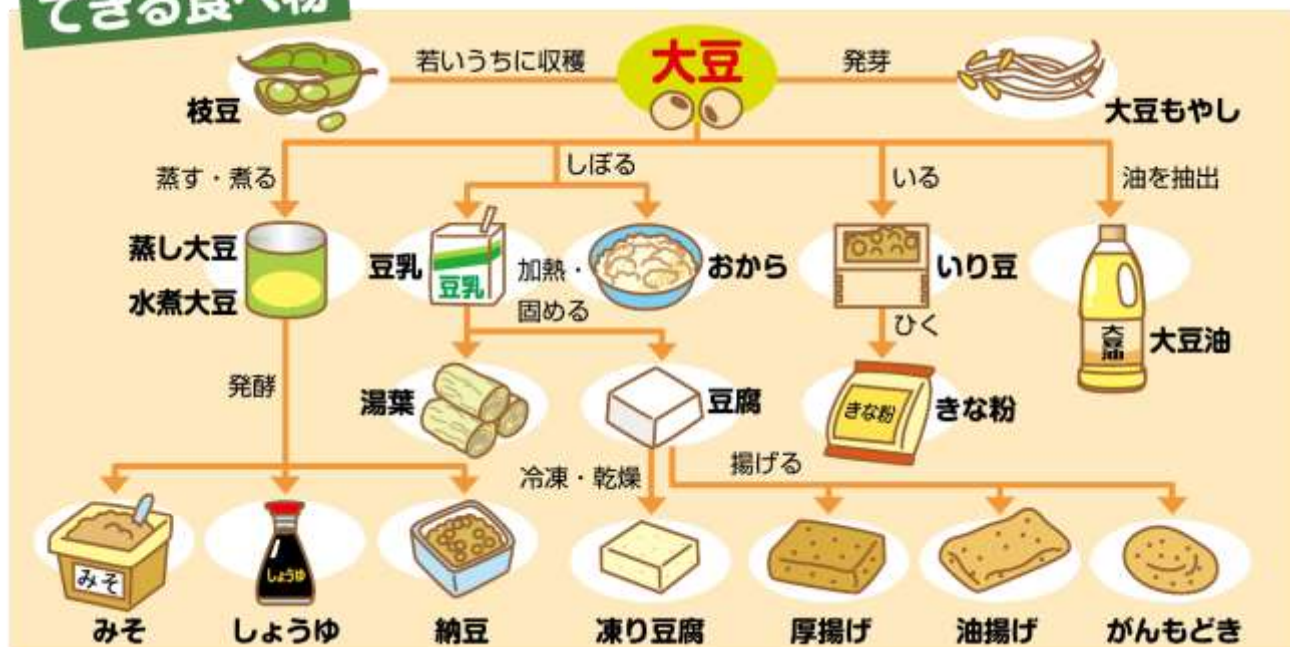 できる食べ物
若いうちに収穫
大豆
発芽
枝豆
大豆もやし
蒸す・煮る
しぼる
いる
油を抽出
蒸し大豆
水煮大豆
豆乳
豆乳
加熱・
固める
おから
いり豆
大豆油
大豆油
ひく
発酵
湯葉
豆腐
きな粉
きな粉
冷凍・乾燥
揚げる
みそ
しょうゆ
みそ
しょうゆ
納豆
凍り豆腐
厚揚げ
油揚げ
がんもどき